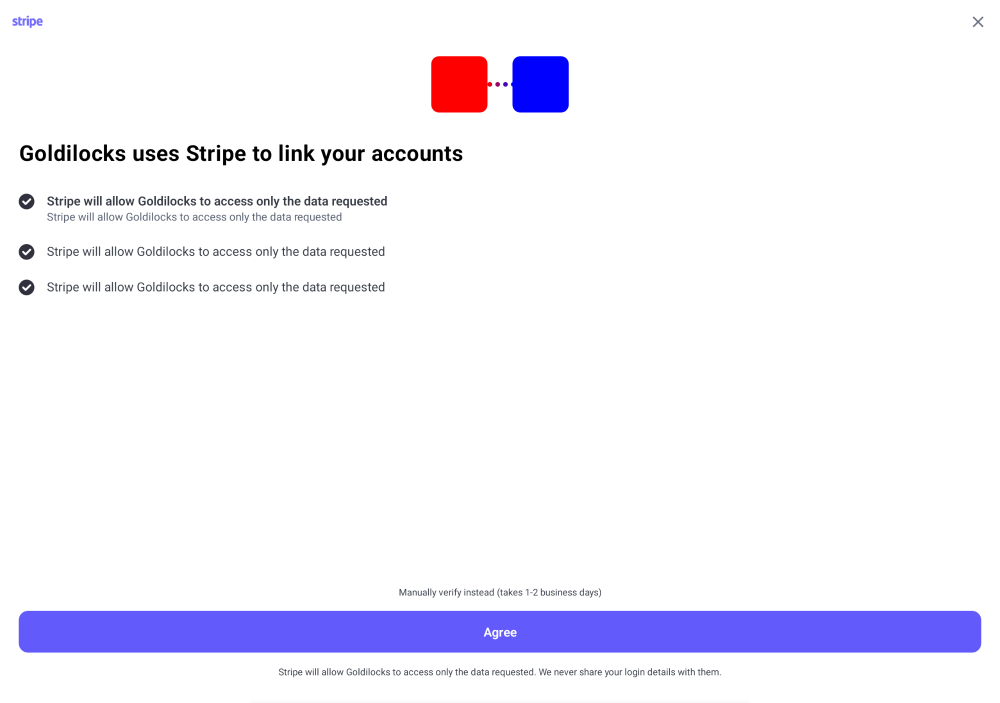 stripe
Goldilocks uses Stripe to link your accounts
Stripe will allow Goldilocks to access only the data requested
Stripe will allow Goldilocks to access only the data requested
Stripe will allow Goldilocks to access only the data requested
Stripe will allow Goldilocks to access only the data requested
Manually verify instead (takes 1-2 business days)
Agree
Stripe will allow Goldilocks to access only the data requested. We never share your login details with them.